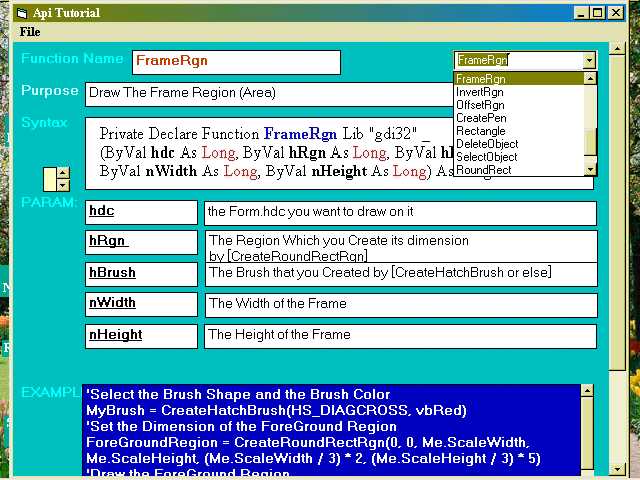 Api Tutorial
File
Function Name
FrameRgn
FrameRgn
FrameRgn
InvertRgn
OffsetRgn
CreatePen
Rectangle
DeleteObject
SelectObject
RoundRect
Purpose
Draw The Frame Region (Area)
Syntax
Private Declare Function FrameRgn Lib "gdi32" _
(ByVal hdc As Long, ByVal hRgn As Long, ByVal
ByVal nWidth As Long, ByVal nHeight As Long) As
PARAM:
hdc
the Form.hdc you want to draw on it
hRgn
The Region Which you Create its dimension
by [CreateRoundRectRgn]
hBrush
The Brush that you Created by [CreateHatchBrush or else]
nWidth
The Width of the Frame
nHeight
The Height of the Frame
EXAMPL
'Select the Brush Shape and the Brush Color
MyBrush = CreateHatchBrush(HS_DIAGCROSS, vbRed)
'Set the Dimension of the ForeGround Region
ForeGroundRegion = CreateRoundRectRgn(0, 0, Me.ScaleWidth,
Me.ScaleHeight, (Me.ScaleWidth / 3) * 2, (Me.ScaleHeight / 3) * 5)
'Draw the ForeGround Region